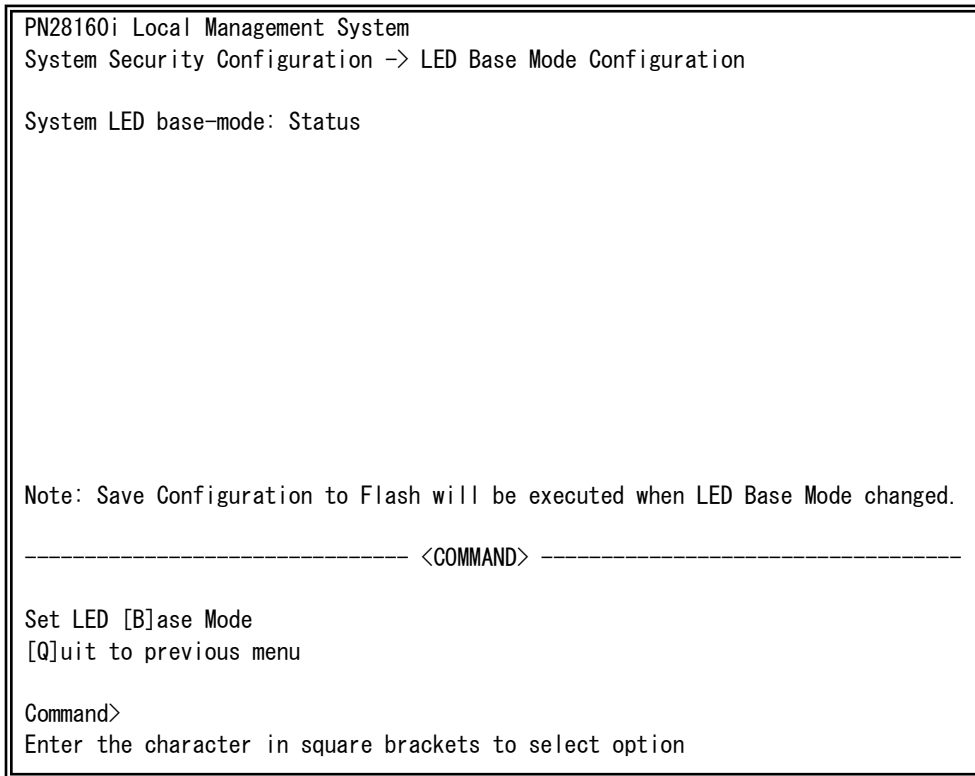 PN28160i Local Management System
System Security Configuration -> LED Base Mode Configuration
System LED base-mode: Status
Note: Save Configuration to Flash will be executed when LED Base Mode changed.
-------------------------------- <COMMAND> -----------------------------------
Set LED [B]ase Mode
[Q]uit to previous menu
Command>
Enter the character in square brackets to select option